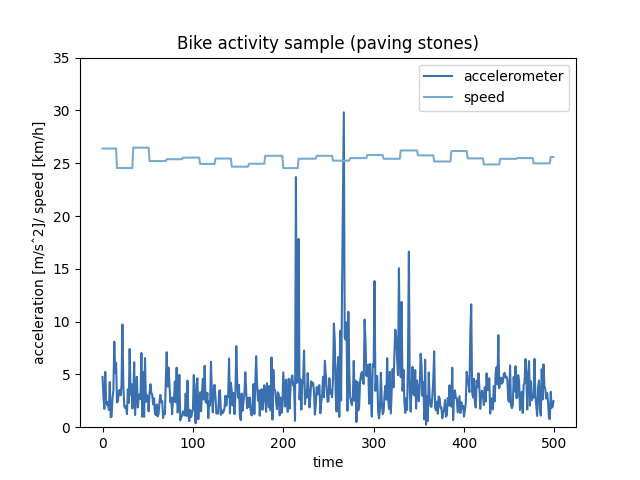 Bike activity sample (paving stones)
accelerometer
speed
35
30
25
20
15
10
5
0
acceleration [m/sˆ2]/ speed [km/h]
0 100 200 300 400 500
time